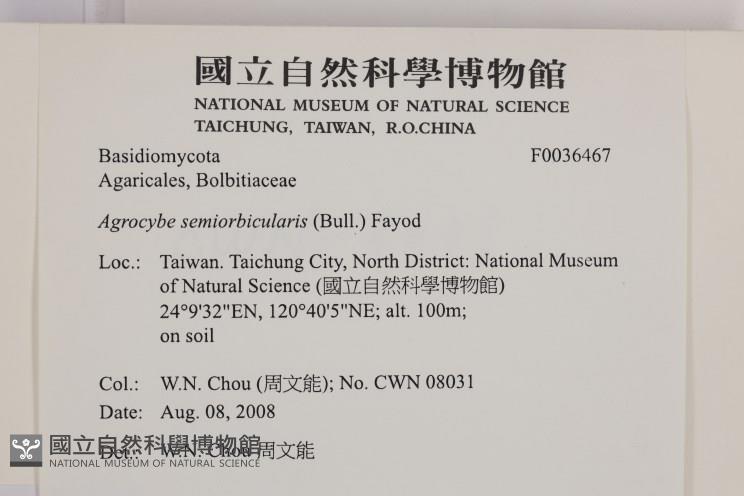 國立自然科學博物館
NATIONAL MUSEUM OF NATURAL SCIENCE
TAICHUNG, TAIWAN, R.O.CHINA
Basidiomycota F0036467
Agaricales, Bolbitiaceae
Agrocybe semiorbicularis (Bull.) Fayod
Loc.: Taiwan. Taichung City, North District: National Museum
of Natural Science (國立自然科學博物館)
24°9'32"EN, 120°40'5"NE; alt. 100m;
on soil
Col.: W.N. Chou (周文能); No. CWN 08031
Date: Aug. 08, 2008
Det.: W.N. Chou 周文能
國立自然科學博物館
NATIONAL MUSEUM OF NATURAL SCIENCE